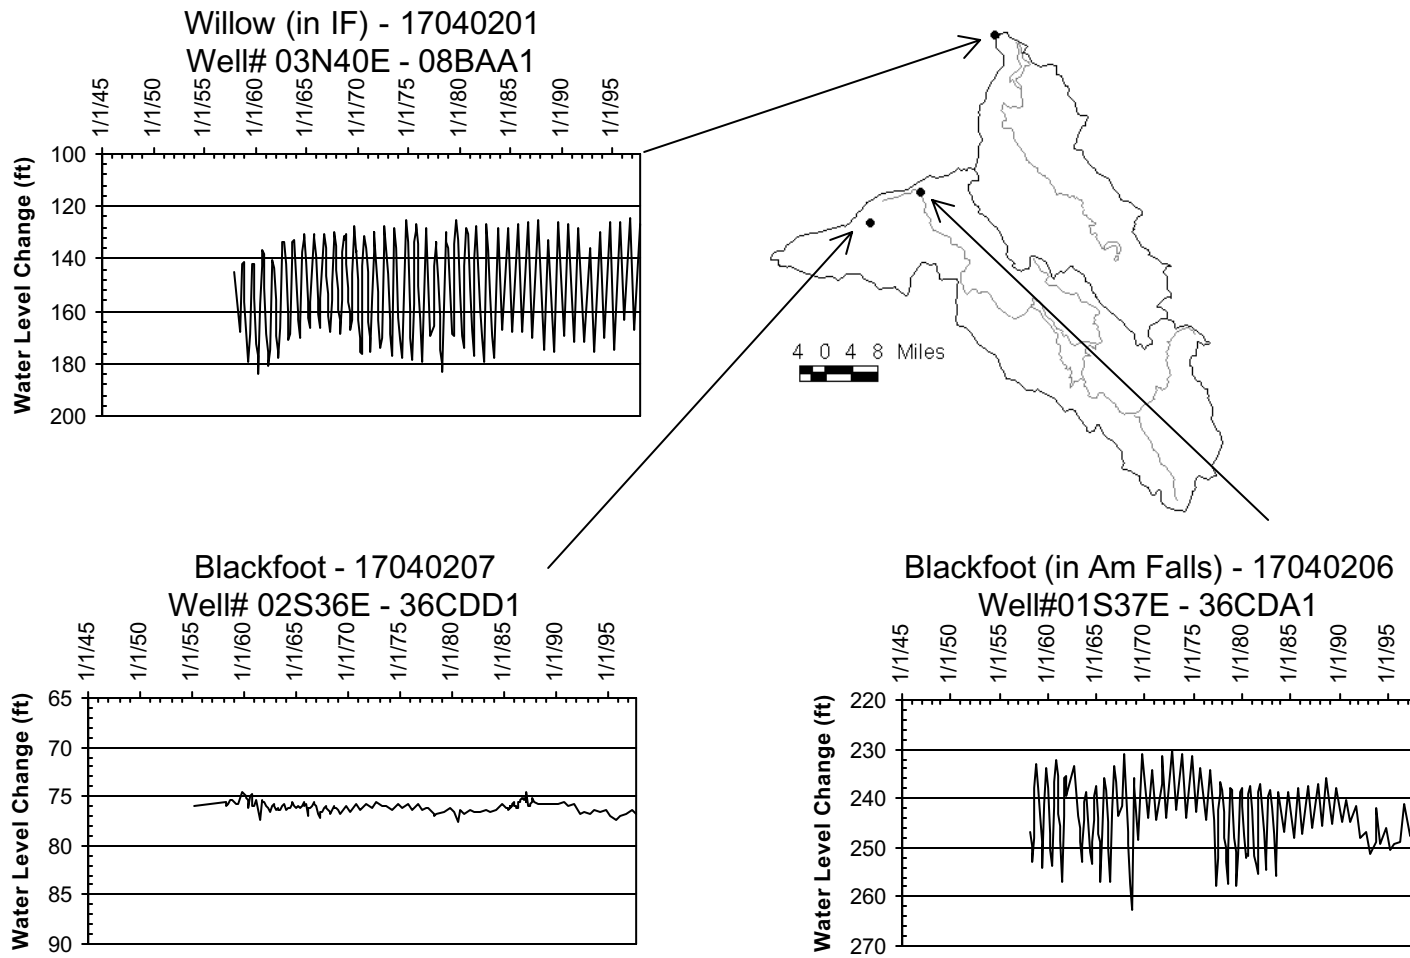 Willow (in IF) - 17040201
Well# 03N40E - 08BAA1
1/1/45 1/1/50 1/1/55 1/1/60 1/1/65 1/1/70 1/1/75 1/1/80 1/1/85 1/1/90 1/1/95
Water Level Change (ft)
100
120
140
160
180
200
4 0 4 8 Miles
Blackfoot - 17040207
Well# 02S36E - 36CDD1
1/1/45 1/1/50 1/1/55 1/1/60 1/1/65 1/1/70 1/1/75 1/1/80 1/1/85 1/1/90 1/1/95
Water Level Change (ft)
65
70
75
80
85
90
Blackfoot (in Am Falls) - 17040206
Well#01S37E - 36CDA1
1/1/45 1/1/50 1/1/55 1/1/60 1/1/65 1/1/70 1/1/75 1/1/80 1/1/85 1/1/90 1/1/95
Water Level Change (ft)
220
230
240
250
260
270